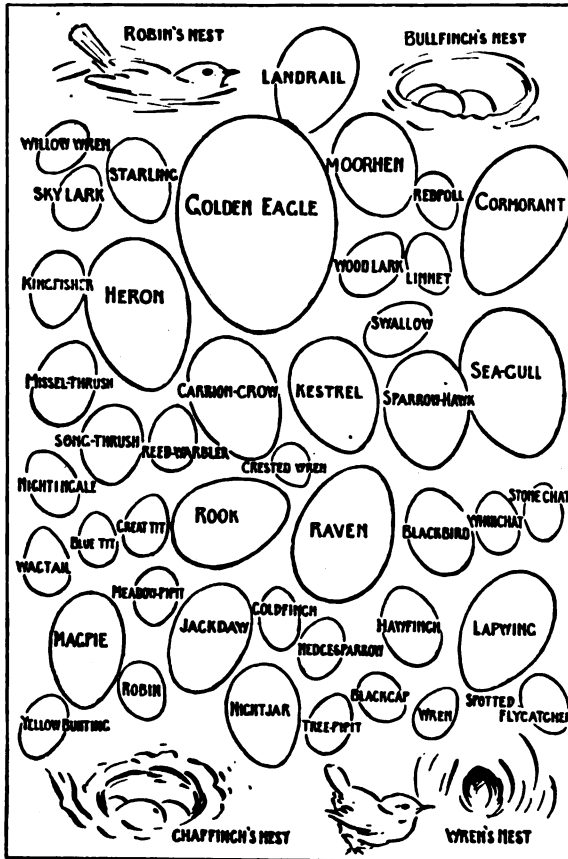 ROBIN'S NEST
BULLFINCH'S NEST
LANDRAIL
WILLOW WREN
STARLING
MOORHEN
SKY LARK
GOLDEN EAGLE
REDPOLL
CORMORANT
WOOD LARK
LINNET
KINGFISHER
HERON
SWALLOW
MISSEL-THRUSH
CARRION-CROW
KESTREL
SPARROW-HAWK
SEA-GULL
SONG-THRUSH
REED-WARBLER
CRESTED WREN
NIGHTINGALE
STONE CHAT
ROOK
RAVEN
GREAT TIT
BLUE TIT
BLACKBIRD
WHINCHAT
WAGTAIL
MEADOW-PIPIT
GOLDFINCH
MAGPIE
JACKDAW
HAWFINCH
LAPWING
HEDGESPARROW
ROBIN
NIGHTJAR
BLACKCAP
SPOTTED
FLYCATCHER
YELLOW BUNTING
TREE-PIPIT
WREN
CHAFFINCH'S NEST
WREN'S NEST